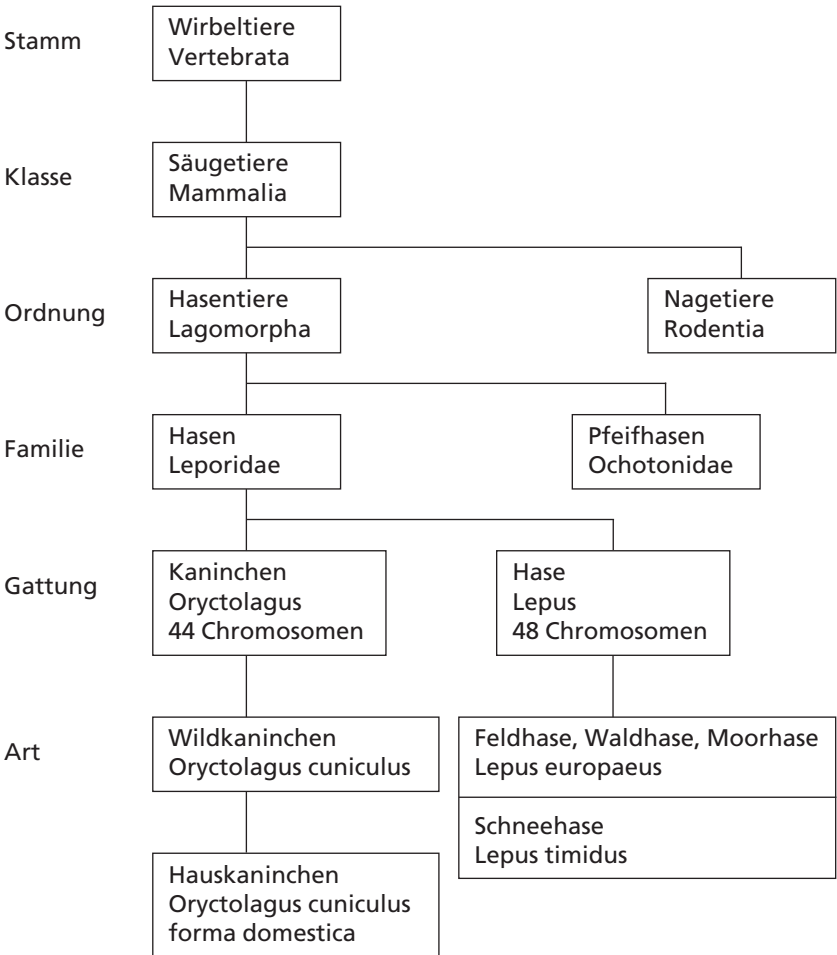 Stamm
Wirbeltiere
Vertebrata
Klasse
Säugetiere
Mammalia
Ordnung
Hasentiere
Lagomorpha
Nagetiere
Rodentia
Familie
Hasen
Leporidae
Pfeifhasen
Ochotonidae
Gattung
Kaninchen
Oryctolagus
44 Chromosomen
Hase
Lepus
48 Chromosomen
Art
Wildkaninchen
Oryctolagus cuniculus
Feldhase, Waldhase, Moorhase
Lepus europaeus
Schneehase
Lepus timidus
Hauskaninchen
Oryctolagus cuniculus
forma domestica